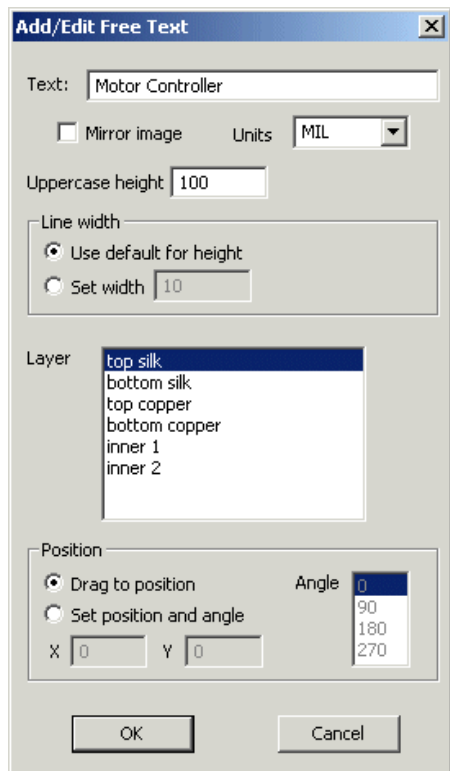 Add/Edit Free Text
Text: Motor Controller
Mirror image Units MIL
Uppercase height 100
Line width
Use default for height
Set width 10
Layer
top silk
bottom silk
top copper
bottom copper
inner 1
inner 2
Position
Drag to position Angle 0
90
Set position and angle
180
X 0 Y 0 270
OK Cancel